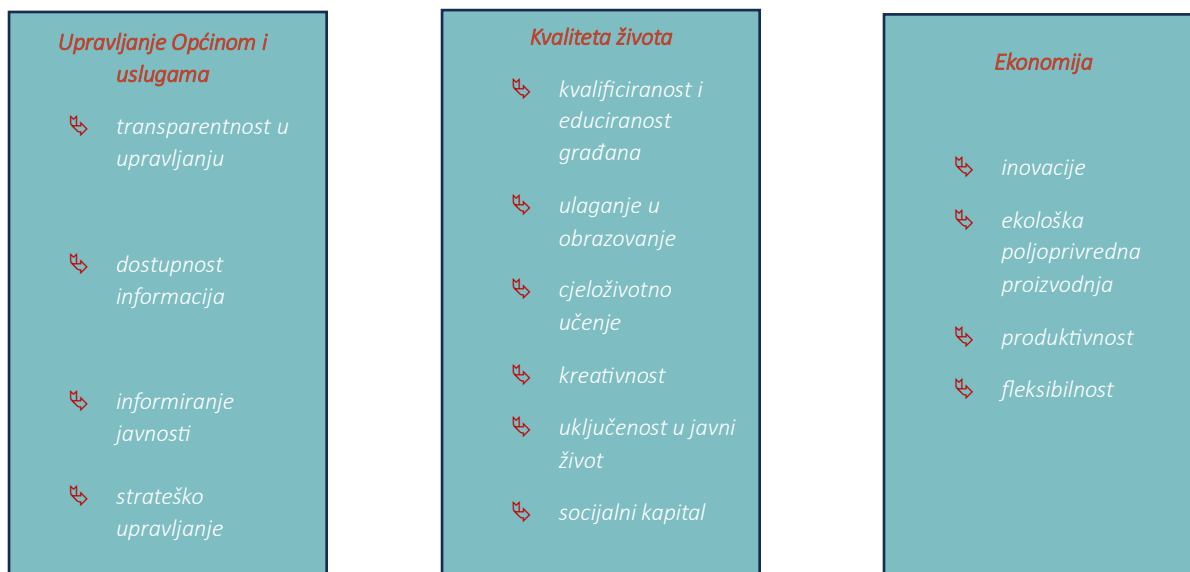 Upravljanje Općinom i
uslugama
transparentnost u
upravljanju
dostupnost
informacija
informiranje
javnosti
strateško
upravljanje
Kvaliteta života
kvalificiranost i
educiranost
građana
ulaganje u
obrazovanje
cjeloživotno
učenje
kreativnost
uključenost u javni
život
socijalni kapital
Ekonomija
inovacije
ekološka
poljoprivredna
proizvodnja
produktivnost
fleksibilnost